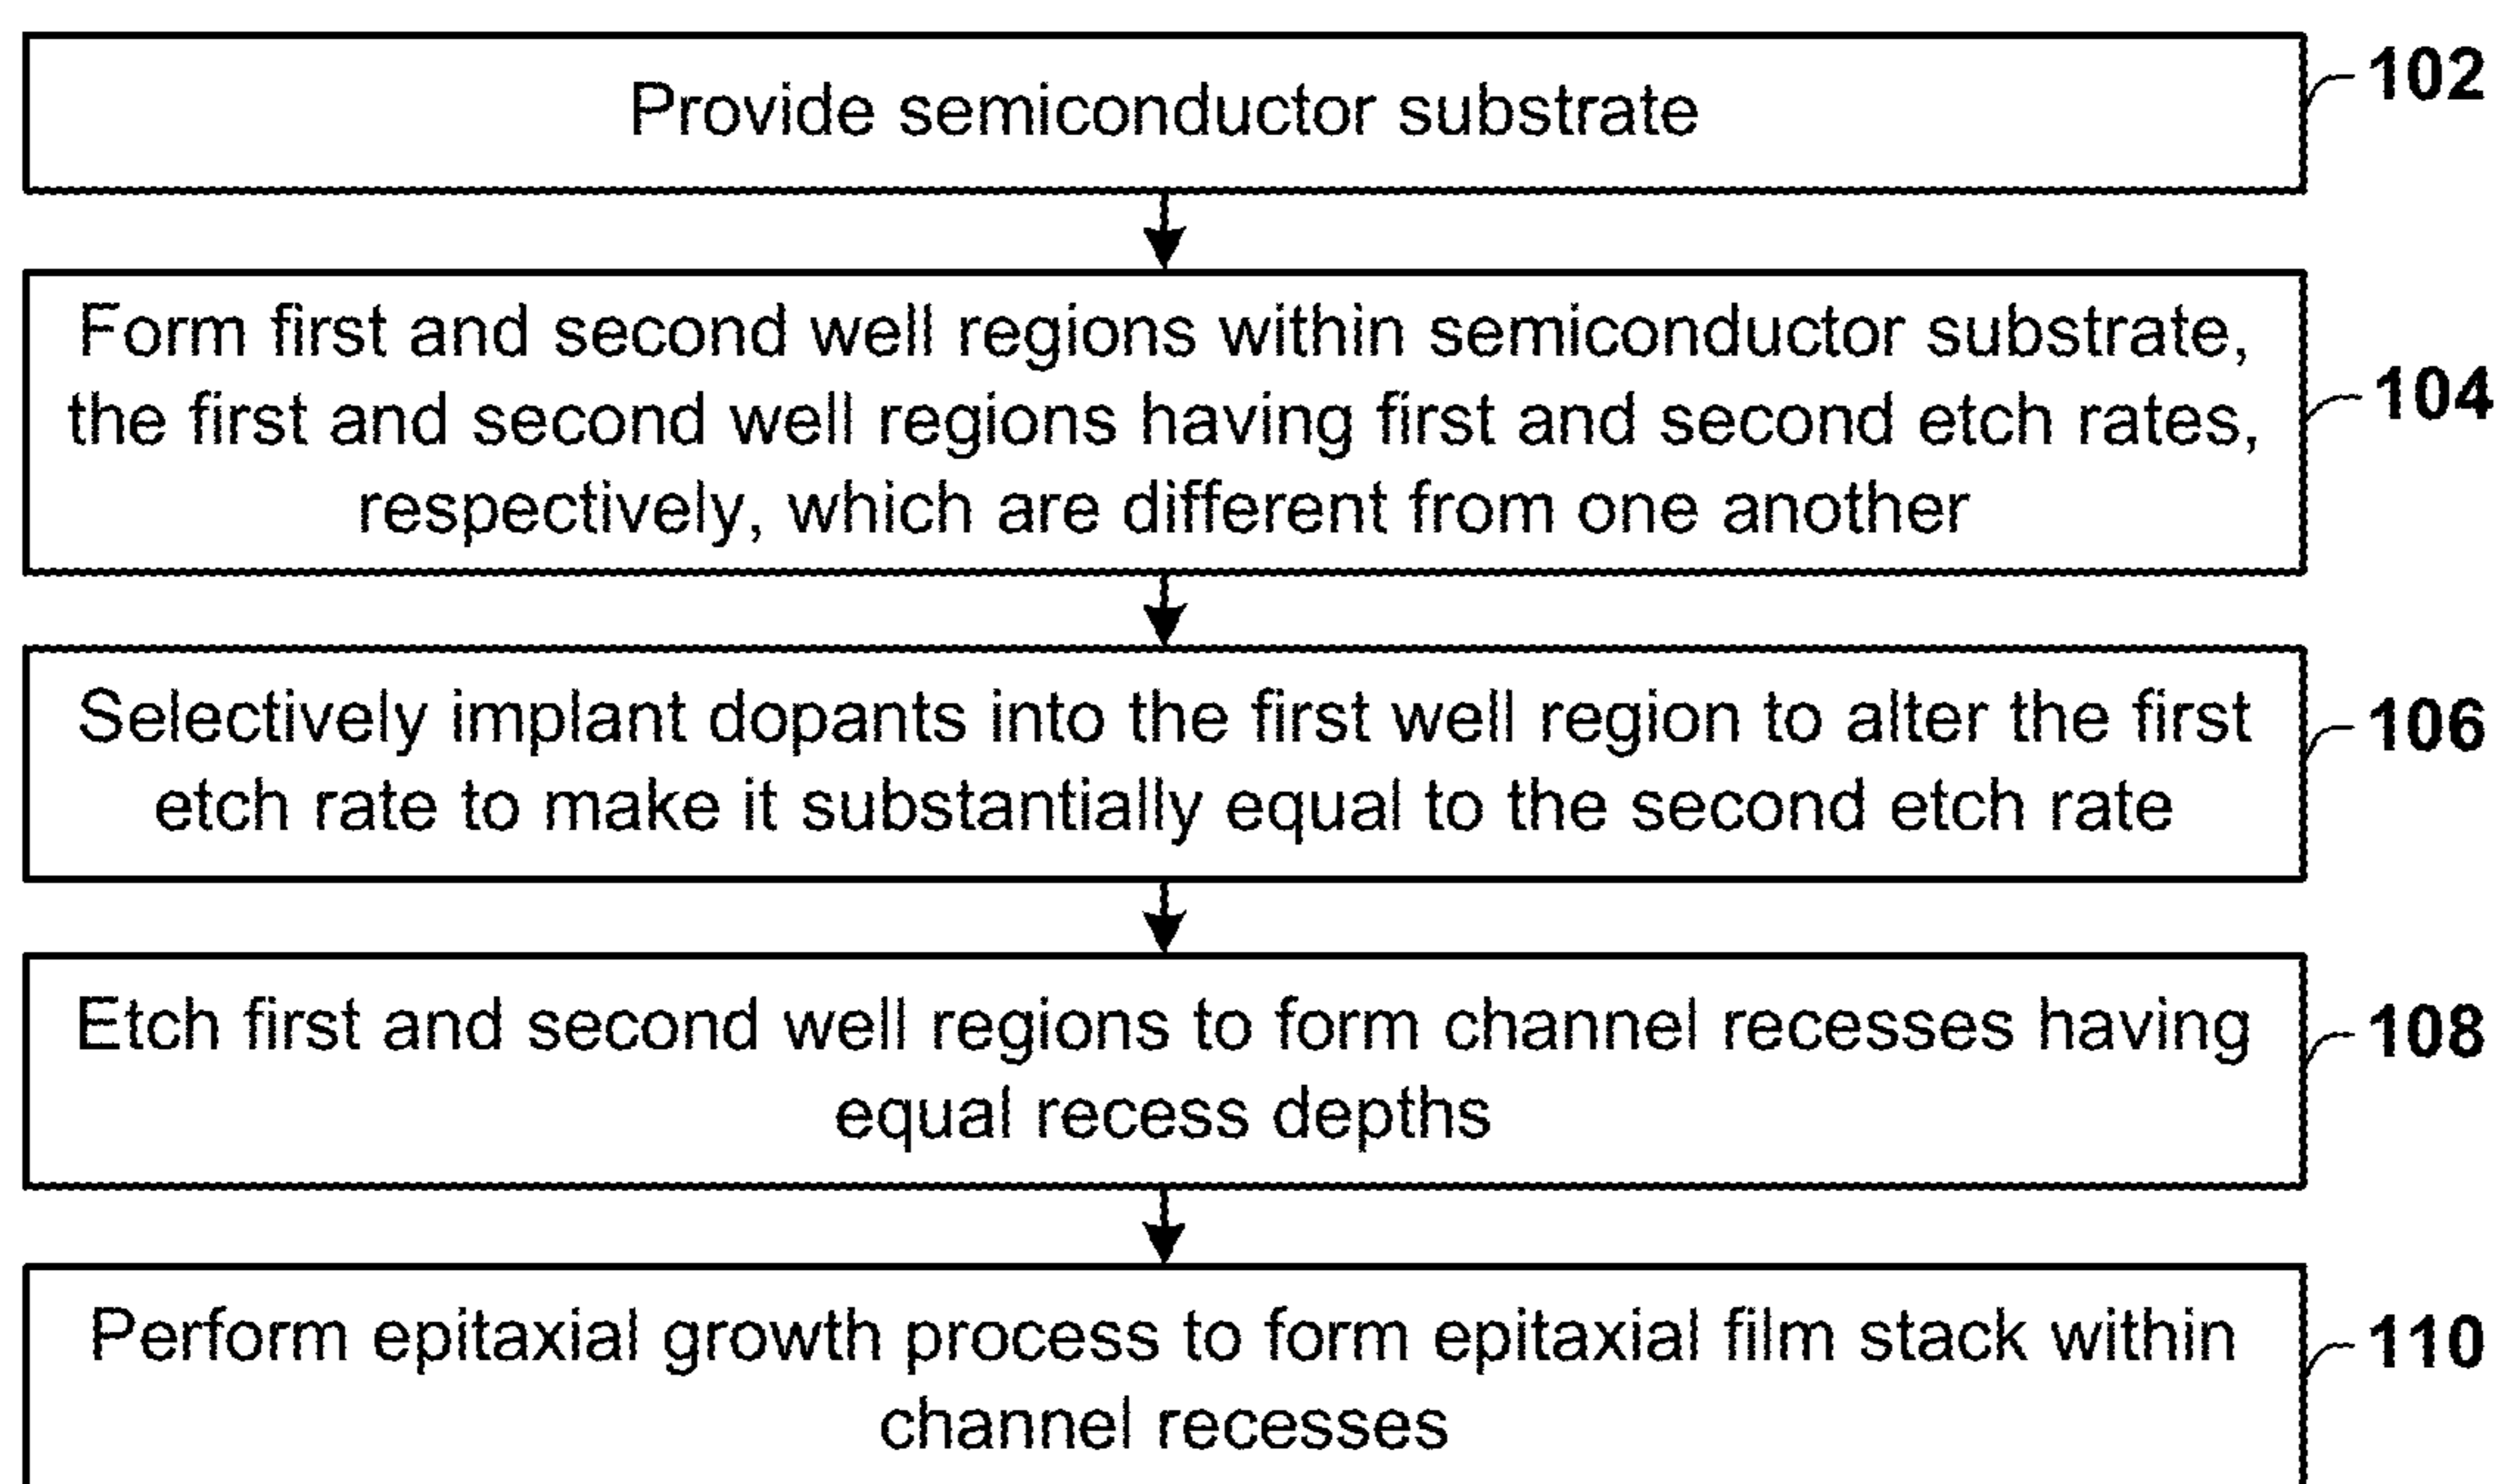 Provide semiconductor substrate
102
Form first and second well regions within semiconductor substrate,
the first and second well regions having first and second etch rates,
104
respectively, which are different from one another
Selectively implant dopants into the first well region to alter the first
106
etch rate to make it substantially equal to the second etch rate
Etch first and second well regions to form channel recesses having
108
equal recess depths
Perform epitaxial growth process to form epitaxial film stack within
110
channel recesses